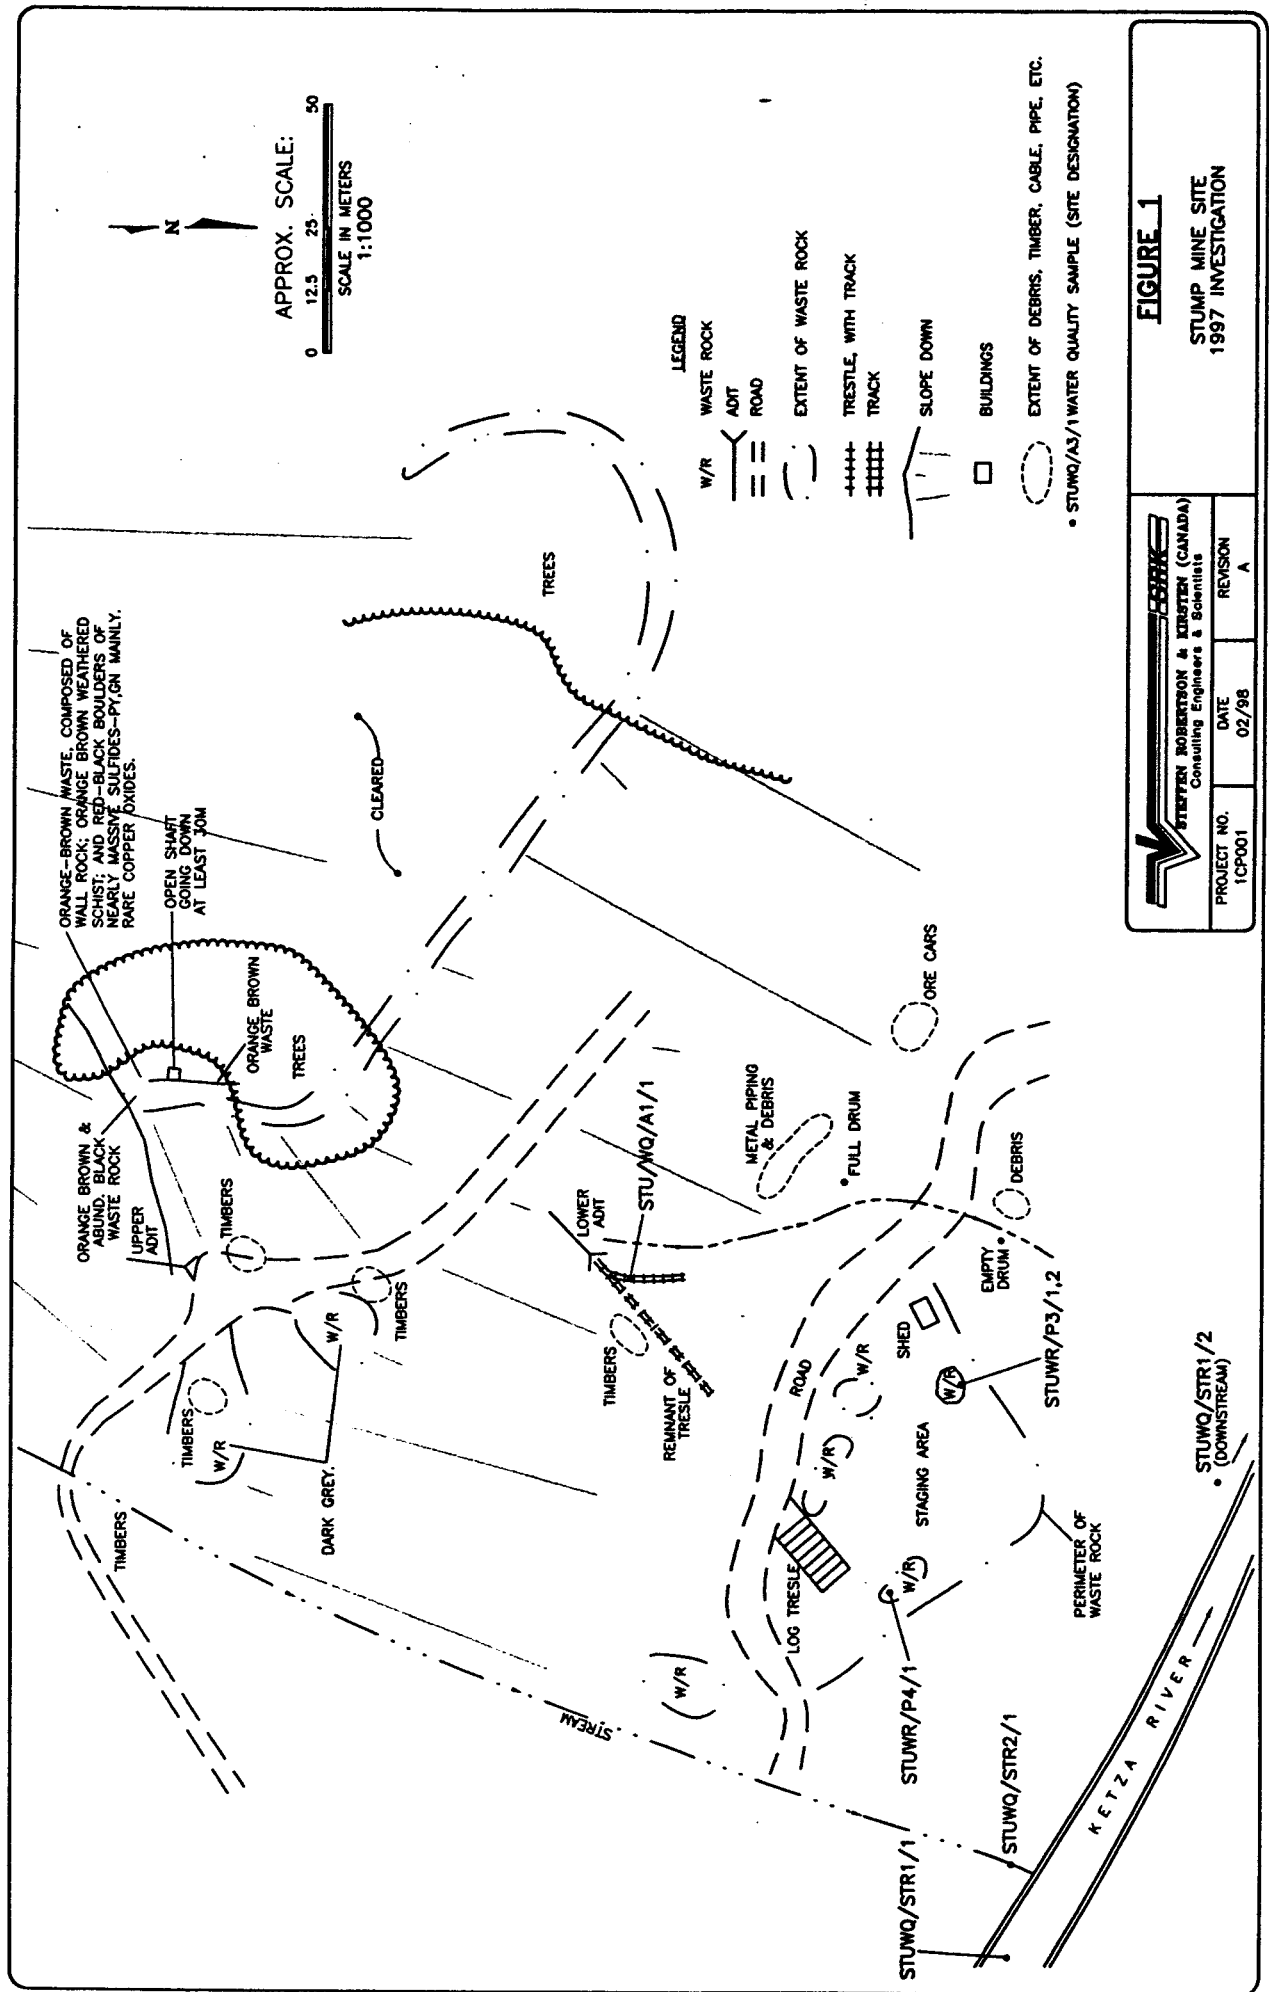 ORANGE-BROWN WASTE, COMPOSED OF
WALL ROCK; ORANGE BROWN WEATHERED
SCHIST; AND RED-BLACK BOULDERS OF
NEARLY MASSIVE SULFIDES-PY,GN MAINLY.
RARE COPPER OXIDES.
OPEN SHAFT
GOING DOWN
AT LEAST 30M
ORANGE BROWN &
ABUND. BLACK
WASTE ROCK
UPPER
ADIT
ORANGE BROWN
WASTE
TREES
CLEARED
TREES
N
APPROX. SCALE:
0 12.5 25 50
SCALE IN METERS
1:1000
TIMBERS
TIMBERS
W/R
DARK GREY.
TIMBERS
W/R
TIMBERS
STREAM
LOWER
ADIT
STU/WQ/A1/1
TIMBERS
REMNANT OF
TRESLE
METAL PIPING
& DEBRIS
FULL DRUM
ORE CARS
DEBRIS
EMPTY
DRUM
SHED
ROAD
W/R
W/R
W/R
STUWR/P3/1,2
STAGING AREA
LOG TRESLE
W/R
W/R
STUWR/P4/1
PERIMETER OF
WASTE ROCK
STUWQ/STR1/2
(DOWNSTREAM)
STUWQ/STR2/1
STUWQ/STR1/1
KETZA RIVER
LEGEND
W/R WASTE ROCK
ADIT
ROAD
EXTENT OF WASTE ROCK
TRESTLE, WITH TRACK
TRACK
SLOPE DOWN
BUILDINGS
EXTENT OF DEBRIS, TIMBER, CABLE, PIPE, ETC.
• STUWQ/A3/1 WATER QUALITY SAMPLE (SITE DESIGNATION)
SRK
STEFFEN ROBERTSON & KIRSTEN (CANADA)
Consulting Engineers & Scientists
PROJECT NO.
1CP001
DATE
02/98
REVISION
A
FIGURE 1
STUMP MINE SITE
1997 INVESTIGATION